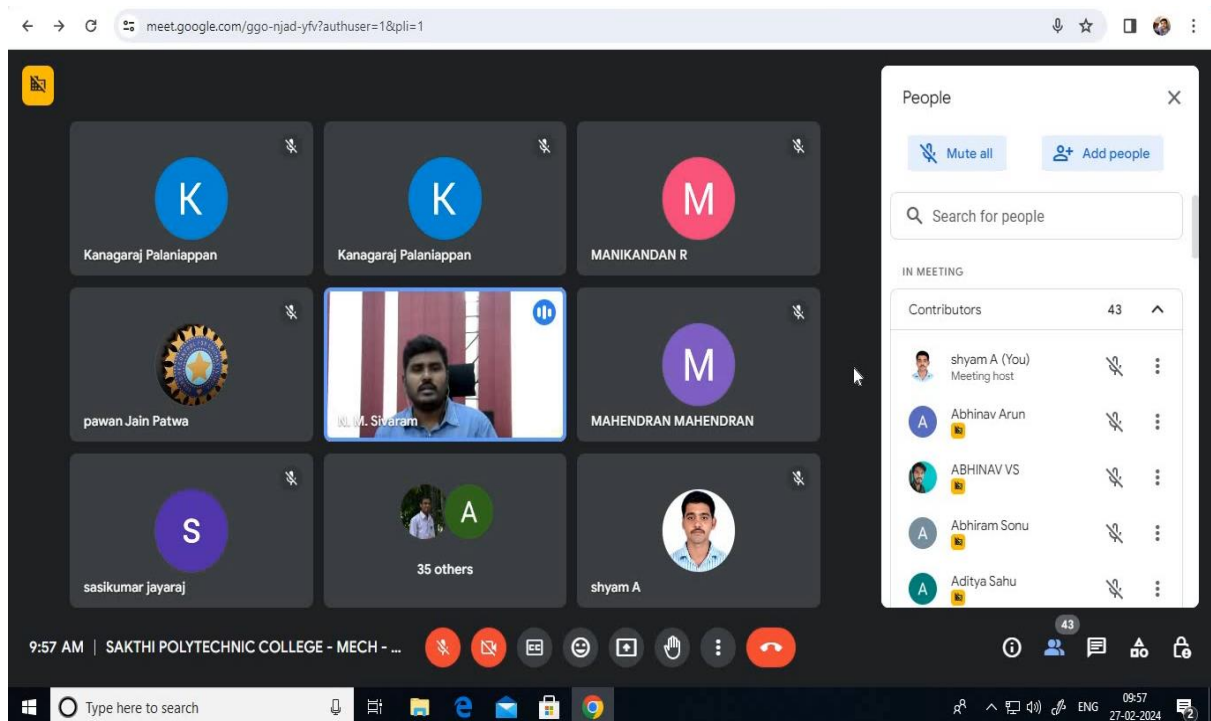 meet.google.com/ggo-njad-yfv?authuser=1&pli=1
K
Kanagaraj Palaniappan
K
Kanagaraj Palaniappan
M
MANIKANDAN R
pawan Jain Patwa
N. M. Sivaram
M
MAHENDRAN MAHENDRAN
S
sasikumar jayaraj
A
35 others
shyam A
People
Mute all
Add people
Search for people
IN MEETING
Contributors 43
shyam A (You)
Meeting host
A
Abhinav Arun
ABHINAV VS
A
Abhiram Sonu
A
Aditya Sahu
9:57 AM | SAKTHI POLYTECHNIC COLLEGE - MECH - ...
CC
43
Type here to search
ENG
09:57
27-02-2024
2